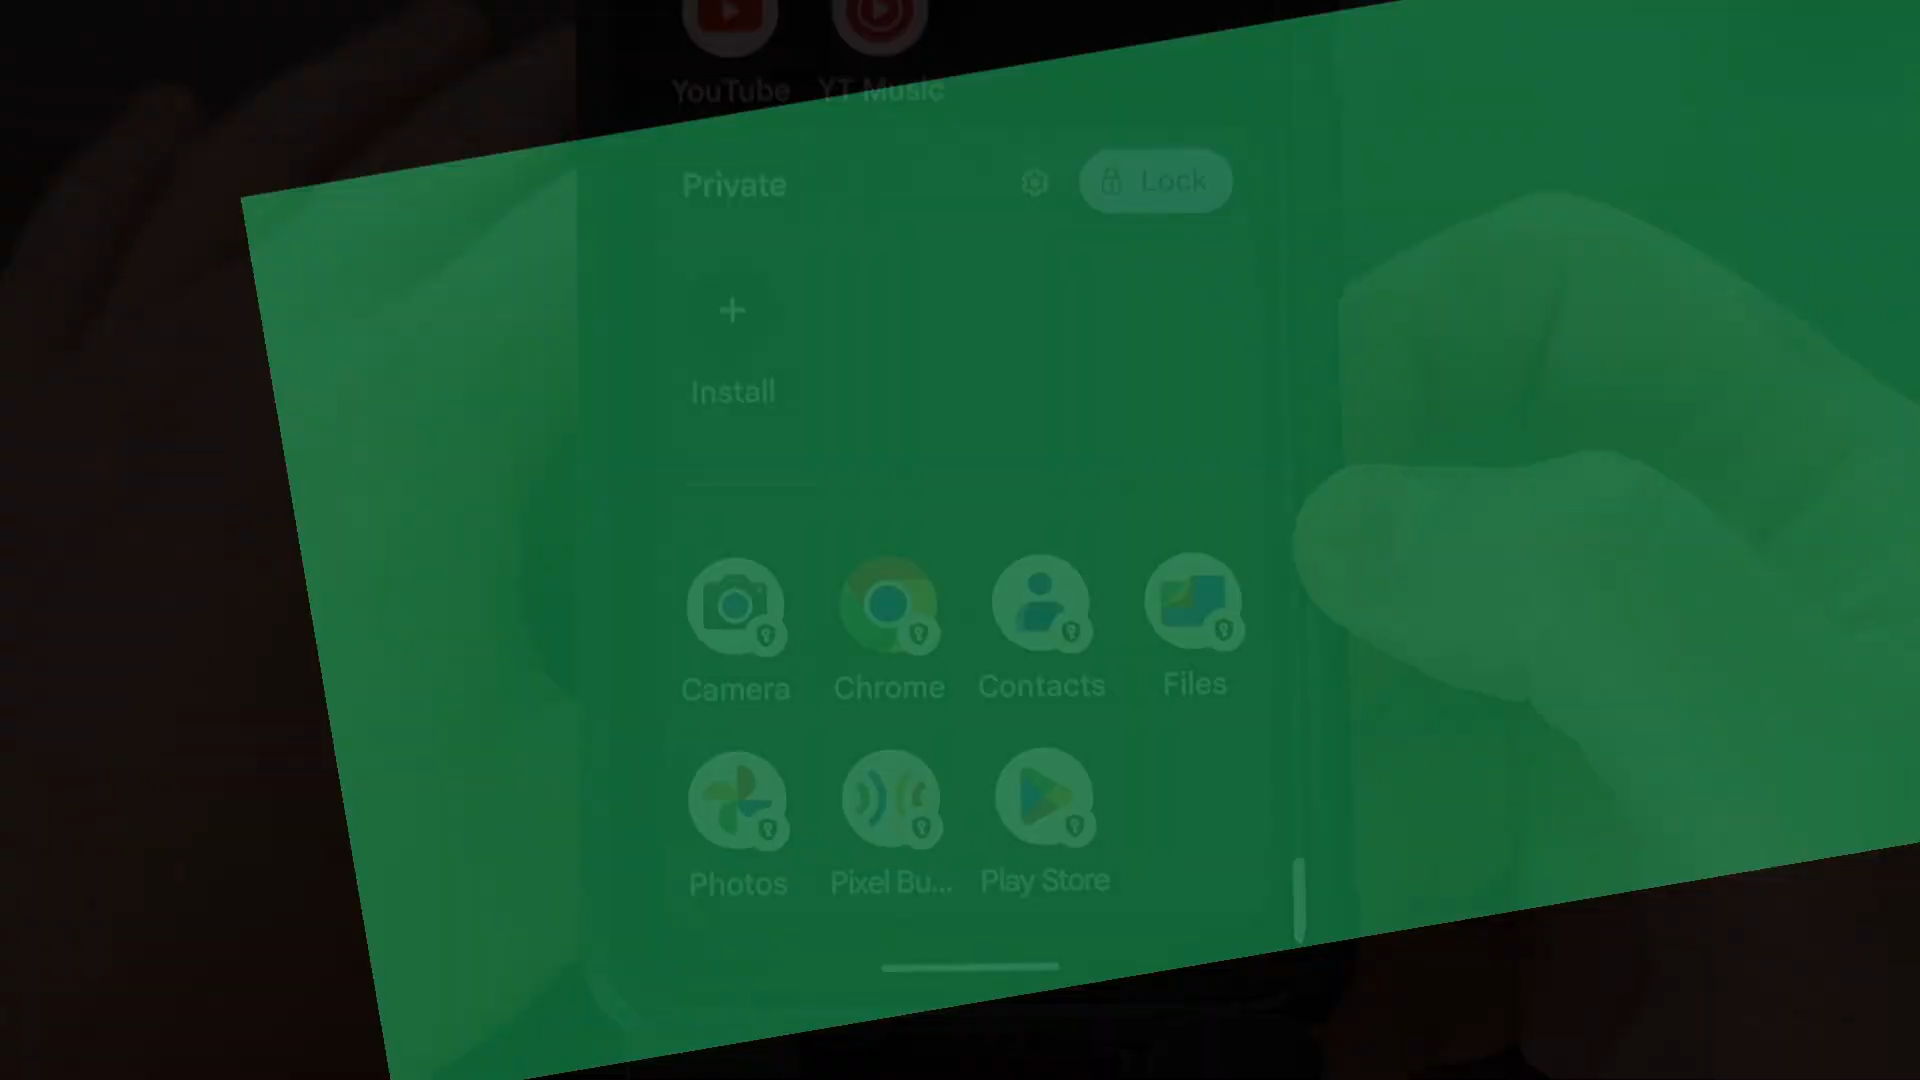 YouTube YT Music
Private Lock
+
Install
Camera Chrome Contacts Files
Photos Pixel Bu... Play Store